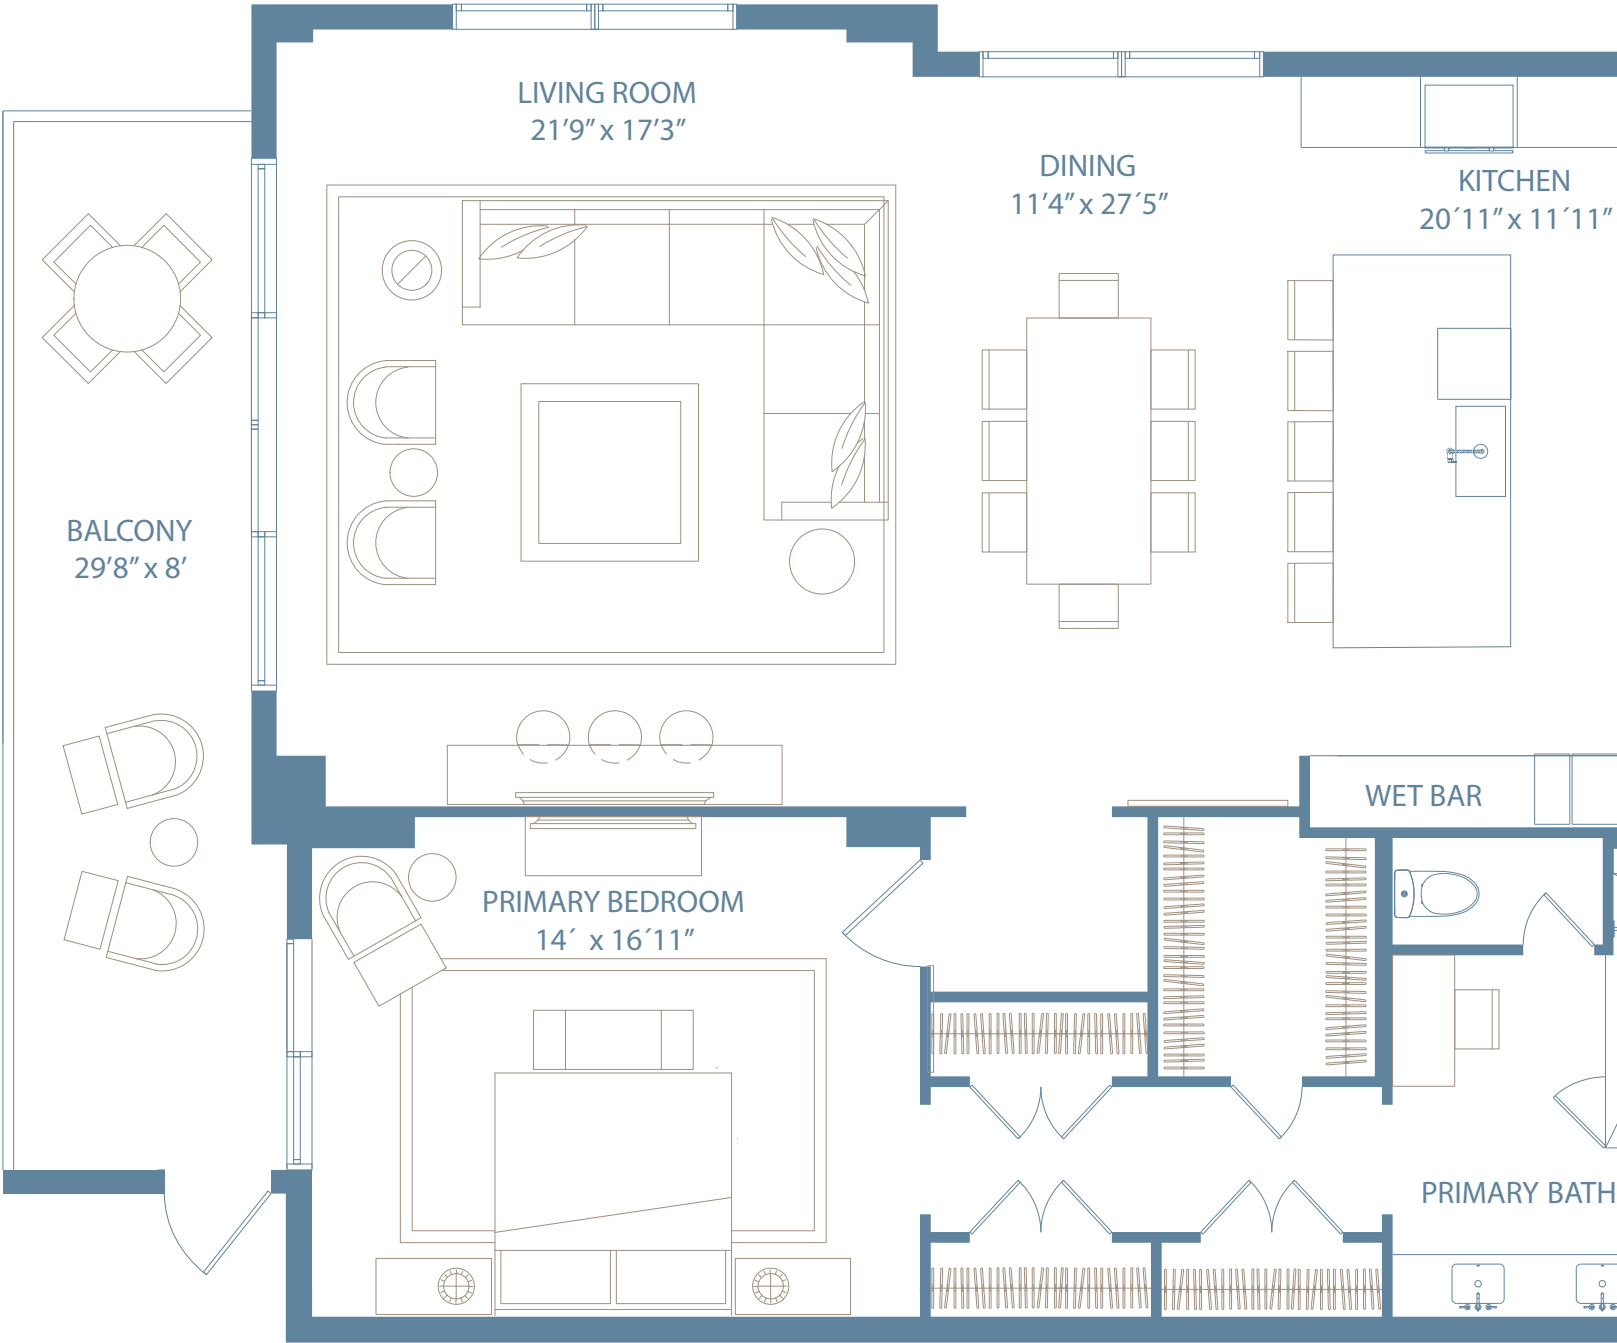 LIVING ROOM
21'9" x 17'3"
DINING
11'4" x 27´5"
KITCHEN
20´11" x 11´11"
BALCONY
29'8" x 8'
WET BAR
PRIMARY BEDROOM
14´ x 16´11"
PRIMARY BATH